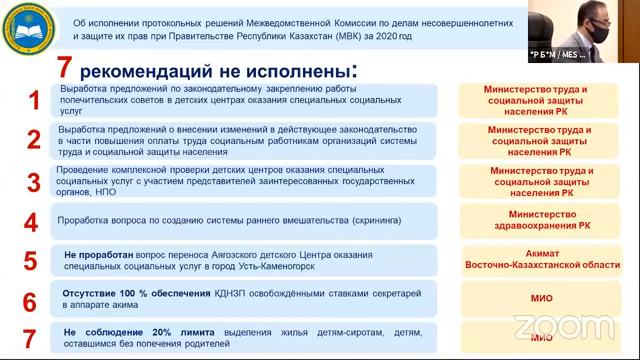 Об исполнении протокольных решений Межведомственной Комиссии по делам несовершеннолетних
и защите их прав при Правительстве Республики Казахстан (МВК) за 2020 год
*Р Б*М / MES ...
7 рекомендаций не исполнены:
1
Выработка предложений по законодательному закреплению работы
попечительских советов в детских центрах оказания специальных социальных
услуг
Министерство труда и
социальной защиты
населения РК
2
Выработка предложений о внесении изменений в действующее законодательство
в части повышения оплаты труда социальным работникам организаций системы
труда и социальной защиты населения
Министерство труда и
социальной защиты
населения РК
3
Проведение комплексной проверки детских центров оказания специальных
социальных услуг с участием представителей заинтересованных государственных
органов, НПО
Министерство труда и
социальной защиты
населения РК
4
Проработка вопроса по созданию системы раннего вмешательства (скрининга)
Министерство
здравоохранения РК
5
Не проработан вопрос переноса Аягозского детского Центра оказания
специальных социальных услуг в город Усть-Каменогорск
Акимат
Восточно-Казахстанской области
6
Отсутствие 100 % обеспечения КДНЗП освобождёнными ставками секретарей
в аппарате акима
МИО
7
Не соблюдение 20% лимита выделения жилья детям-сиротам, детям,
оставшимся без попечения родителей
МИО
zoom